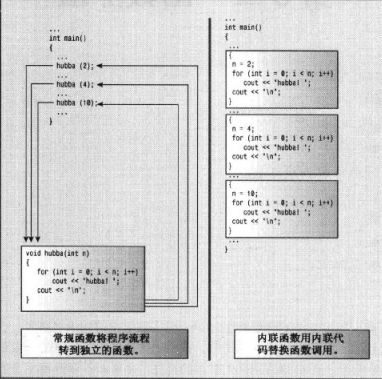 ...
int main()
{
...
hubba (2);
...
hubba (4);
...
hubba (10);
...
}
void hubba(int n)
{
for (int i = 0; i < n; i++)
cout << "hubba! ";
cout << "\n";
}
常规函数将程序流程
转到独立的函数。
...
int main()
{
...
{
n = 2;
for (int i = 0; i < n; i++)
cout << "hubba! ";
cout << "\n";
}
...
{
n = 4;
for (int i = 0; i < n; i++)
cout << "hubba! ";
cout << "\n";
}
...
{
n = 10;
for (int i = 0; i < n; i++)
cout << "hubba! ";
cout << "\n";
}
...
}
内联函数用内联代
码替换函数调用。